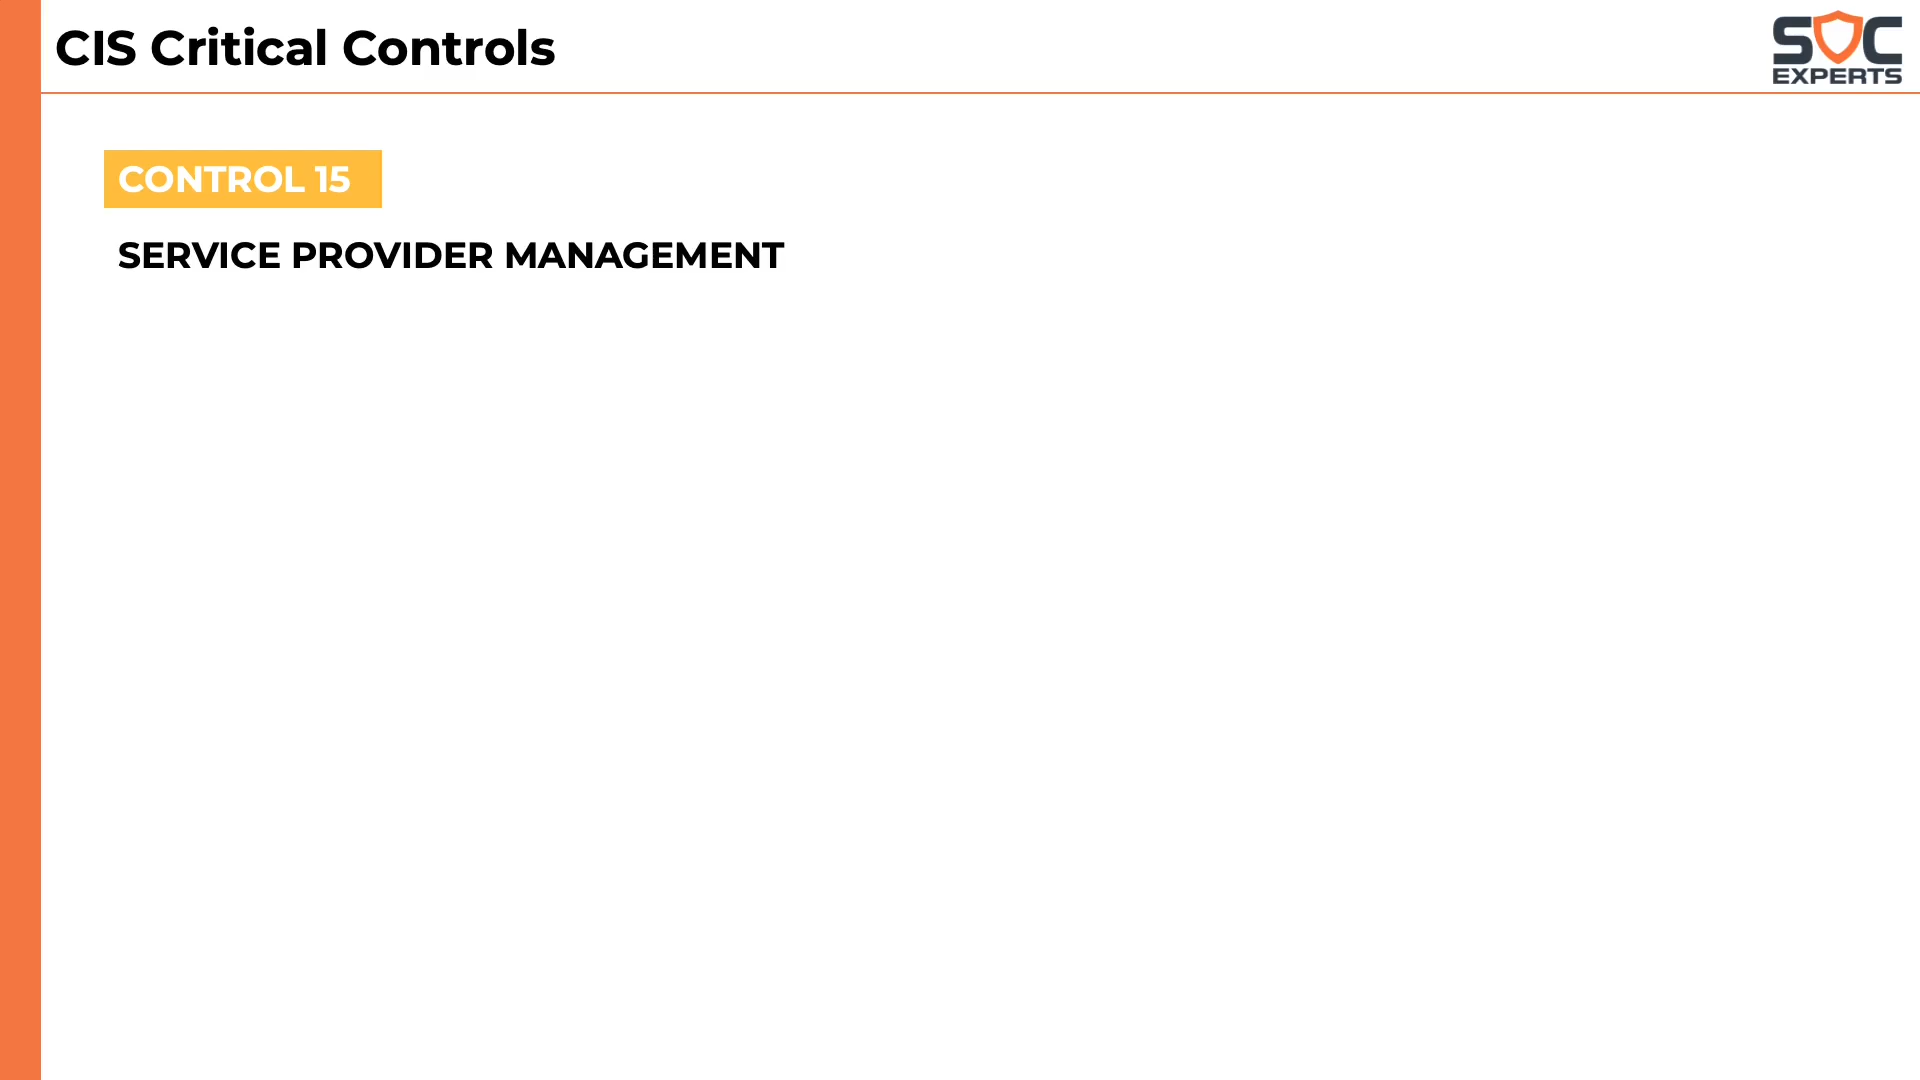 CIS Critical Controls
SOC
EXPERTS
CONTROL 15
SERVICE PROVIDER MANAGEMENT